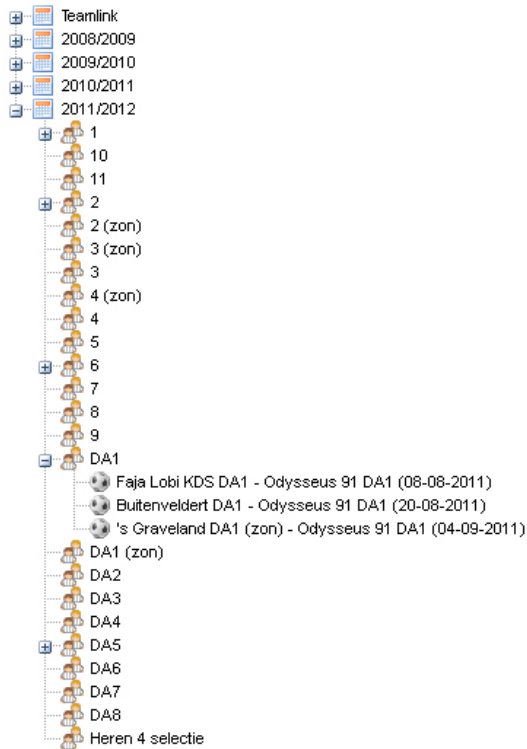 Teamlink
2008/2009
2009/2010
2010/2011
2011/2012
1
10
11
2
2 (zon)
3 (zon)
3
4 (zon)
4
5
6
7
8
9
DA1
Faja Lobi KDS DA1 - Odysseus 91 DA1 (08-08-2011)
Buitenveldert DA1 - Odysseus 91 DA1 (20-08-2011)
's Graveland DA1 (zon) - Odysseus 91 DA1 (04-09-2011)
DA1 (zon)
DA2
DA3
DA4
DA5
DA6
DA7
DA8
Heren 4 selectie